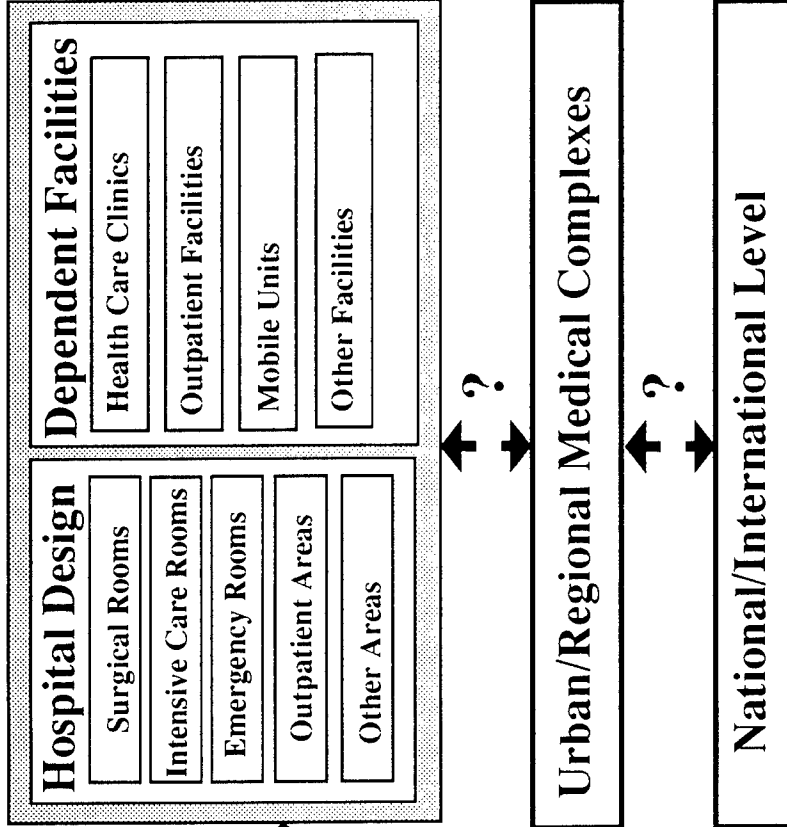 Hospital Design
Surgical Rooms
Intensive Care Rooms
Emergency Rooms
Outpatient Areas
Other Areas
Dependent Facilities
Health Care Clinics
Outpatient Facilities
Mobile Units
Other Facilities
?
Urban/Regional Medical Complexes
?
National/International Level